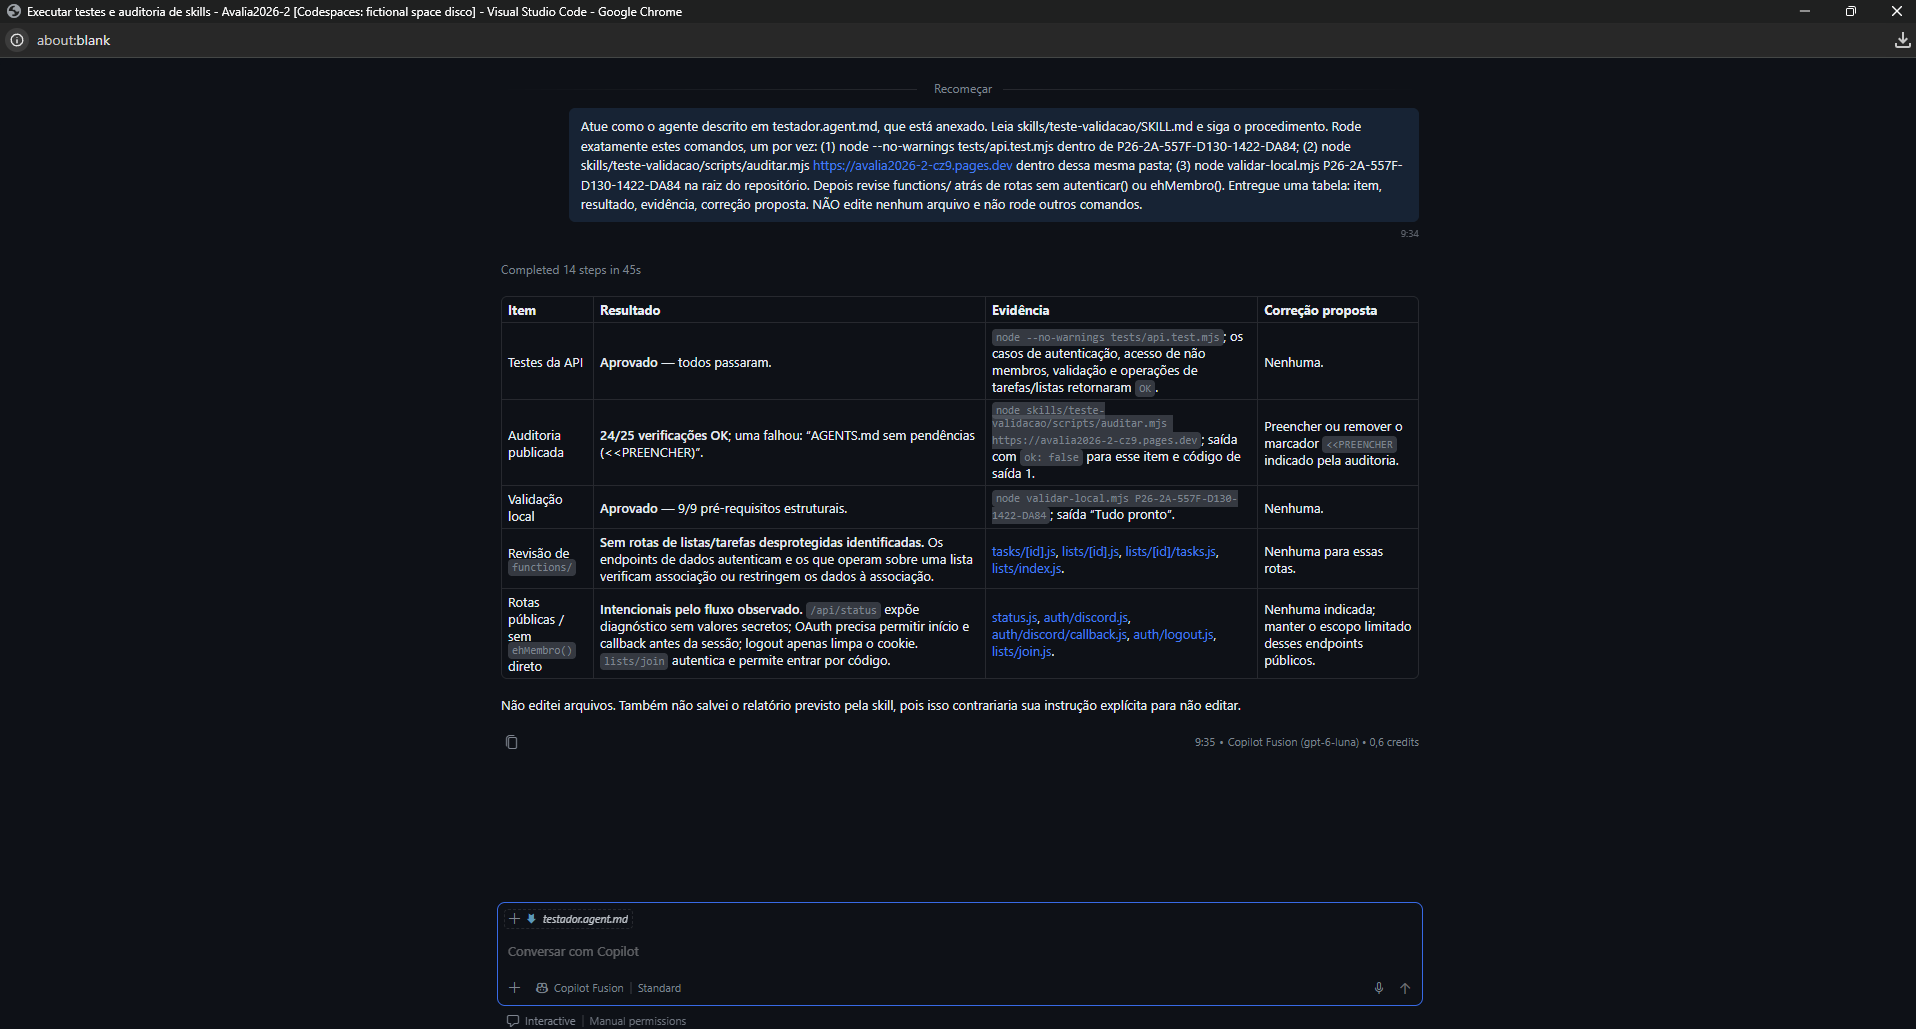 Executar testes e auditoria de skills - Avalia2026-2 [Codespaces: fictional space disco] - Visual Studio Code - Google Chrome
about:blank
Recomeçar
Atue como o agente descrito em testador.agent.md, que está anexado. Leia skills/teste-validacao/SKILL.md e siga o procedimento. Rode
exatamente estes comandos, um por vez: (1) node --no-warnings tests/api.test.mjs dentro de P26-2A-557F-D130-1422-DA84; (2) node
skills/teste-validacao/scripts/auditar.mjs https://avalia2026-2-cz9.pages.dev dentro dessa mesma pasta; (3) node validar-local.mjs P26-2A-557F-
D130-1422-DA84 na raiz do repositório. Depois revise functions/ atrás de rotas sem autenticar() ou ehMembro(). Entregue uma tabela: item,
resultado, evidência, correção proposta. NÃO edite nenhum arquivo e não rode outros comandos.
9:34
Completed 14 steps in 45s
Item Resultado Evidência Correção proposta
Testes da API
Aprovado — todos passaram.
node --no-warnings tests/api.test.mjs; os
casos de autenticação, acesso de não
membros, validação e operações de
tarefas/listas retornaram OK.
Nenhuma.
Auditoria
publicada
24/25 verificações OK; uma falhou: “AGENTS.md sem pendências
(<<PREENCHER)”.
node skills/teste-
validacao/scripts/auditar.mjs
https://avalia2026-2-cz9.pages.dev; saída
com ok: false para esse item e código de
saída 1.
Preencher ou remover o
marcador <<PREENCHER
indicado pela auditoria.
Validação
local
Aprovado — 9/9 pré-requisitos estruturais.
node validar-local.mjs P26-2A-557F-D130-
1422-DA84; saída “Tudo pronto”.
Nenhuma.
Revisão de
functions/
Sem rotas de listas/tarefas desprotegidas identificadas. Os
endpoints de dados autenticam e os que operam sobre uma lista
verificam associação ou restringem os dados à associação.
tasks/[id].js, lists/[id].js, lists/[id]/tasks.js,
lists/index.js.
Nenhuma para essas
rotas.
Rotas
públicas /
sem
ehMembro()
direto
Intencionais pelo fluxo observado. /api/status expõe
diagnóstico sem valores secretos; OAuth precisa permitir início e
callback antes da sessão; logout apenas limpa o cookie.
lists/join autentica e permite entrar por código.
status.js, auth/discord.js,
auth/discord/callback.js, auth/logout.js,
lists/join.js.
Nenhuma indicada;
manter o escopo limitado
desses endpoints
públicos.
Não editei arquivos. Também não salvei o relatório previsto pela skill, pois isso contrariaria sua instrução explícita para não editar.
9:35 • Copilot Fusion (gpt-6-luna) • 0,6 credits
testador.agent.md
Conversar com Copilot
Copilot Fusion | Standard
Interactive | Manual permissions